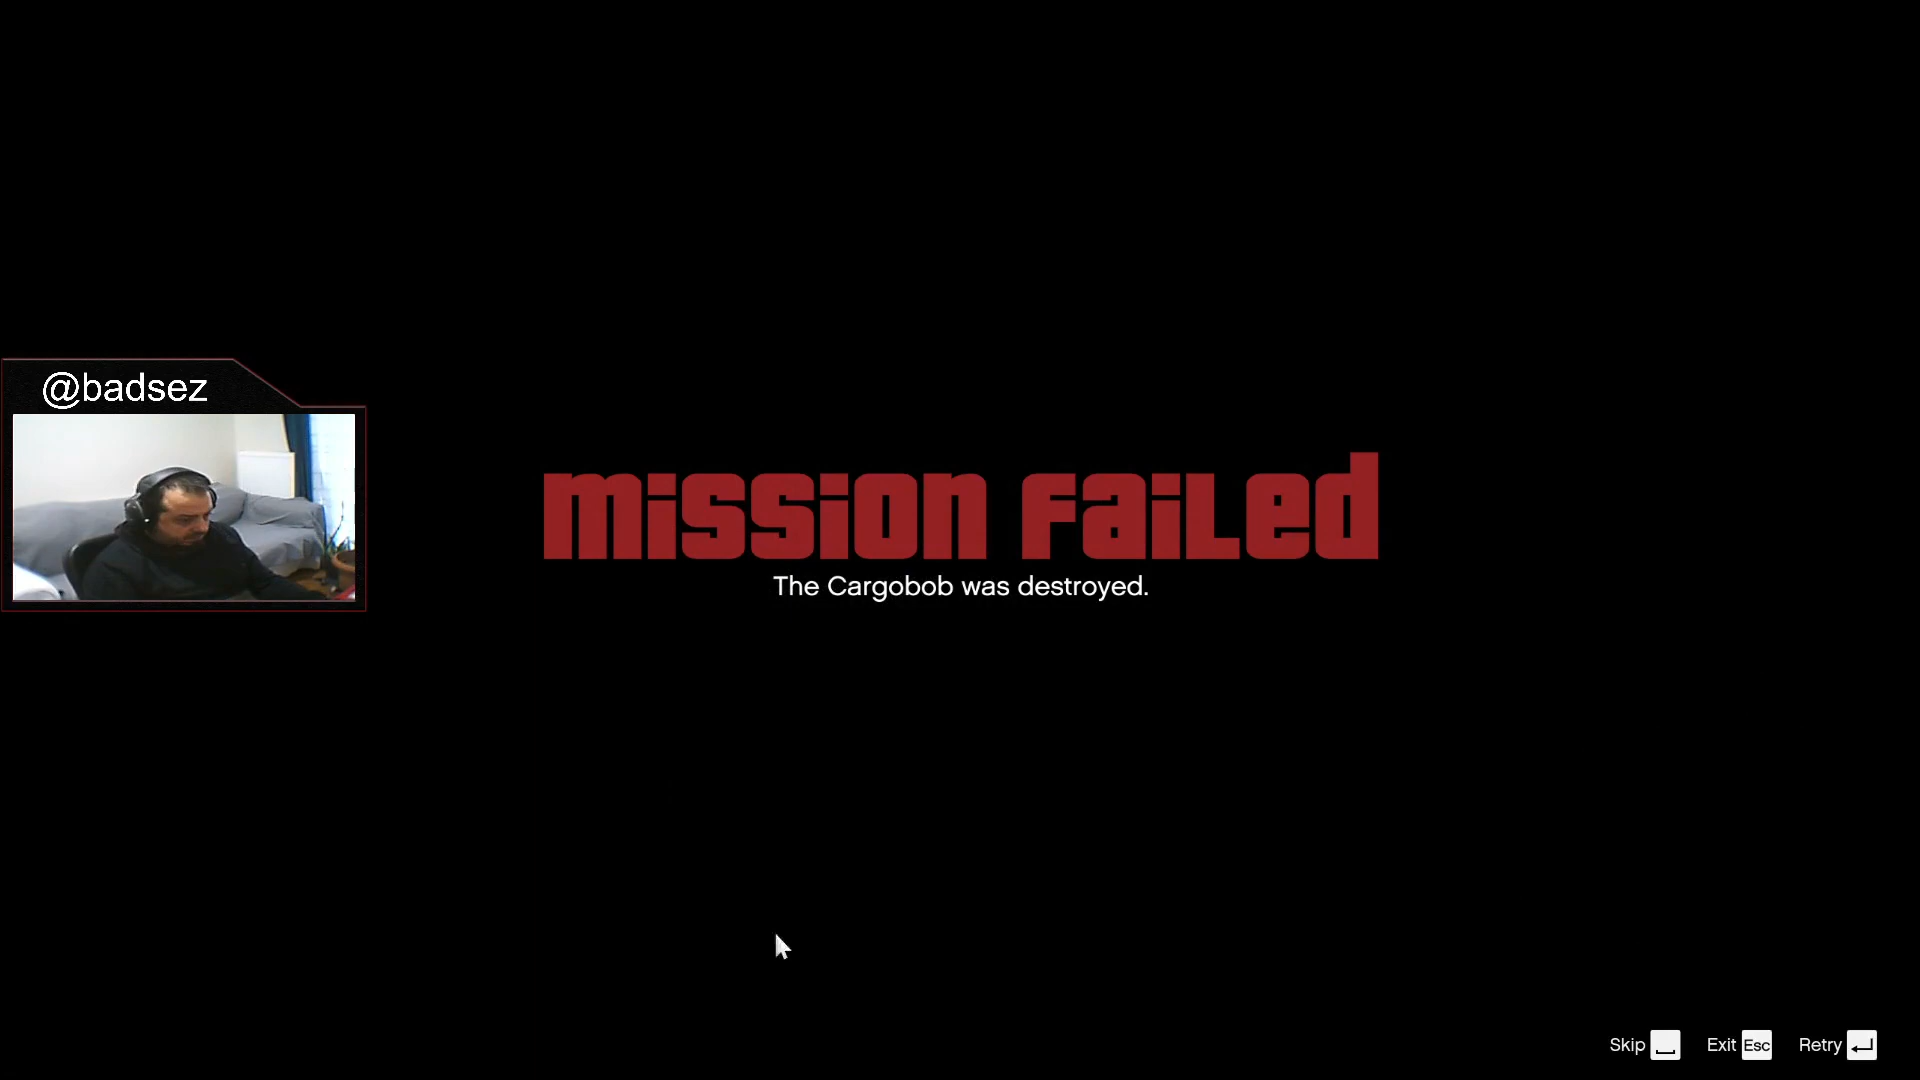 @badsez
mission failed
The Cargobob was destroyed.
Skip Exit Esc Retry